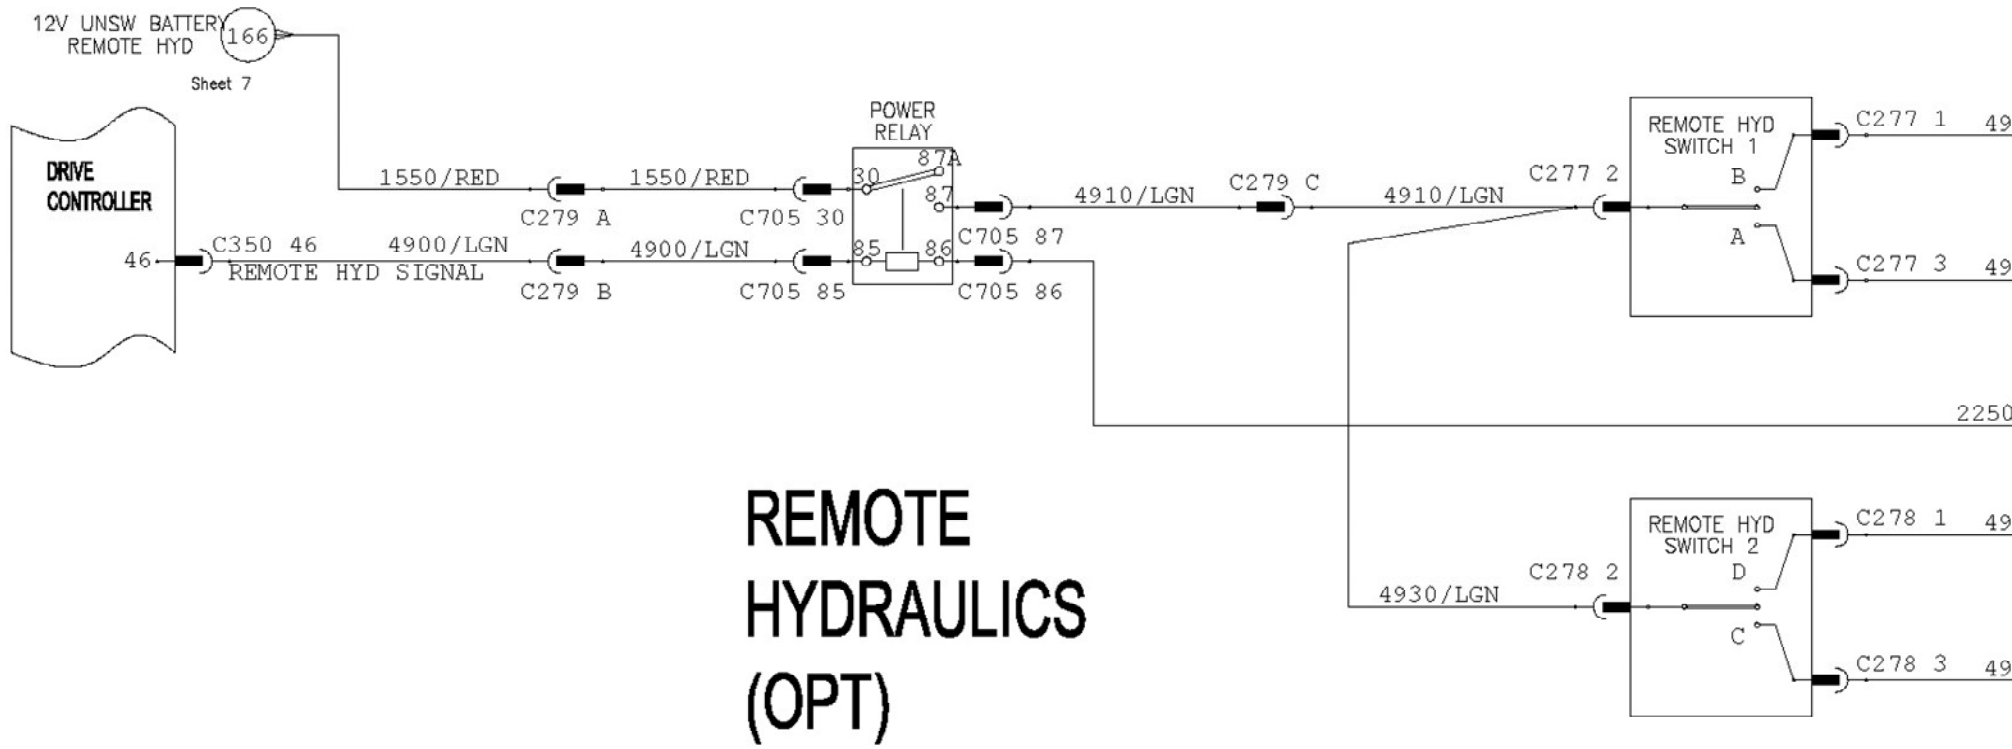 12V UNSW BATTERY
REMOTE HYD
166
Sheet 7
DRIVE
CONTROLLER
46
C350 46
4900/LGN
REMOTE HYD SIGNAL
1550/RED
C279 A
1550/RED
C705 30
C279 B
4900/LGN
C705 85
POWER
RELAY
87A
30
87
85
86
C705 87
C705 86
4910/LGN
C279 C
4910/LGN
C277 2
REMOTE HYD
SWITCH 1
B
A
C277 1
49
C277 3
49
2250
4930/LGN
C278 2
REMOTE HYD
SWITCH 2
D
C
C278 1
49
C278 3
49
REMOTE
HYDRAULICS
(OPT)